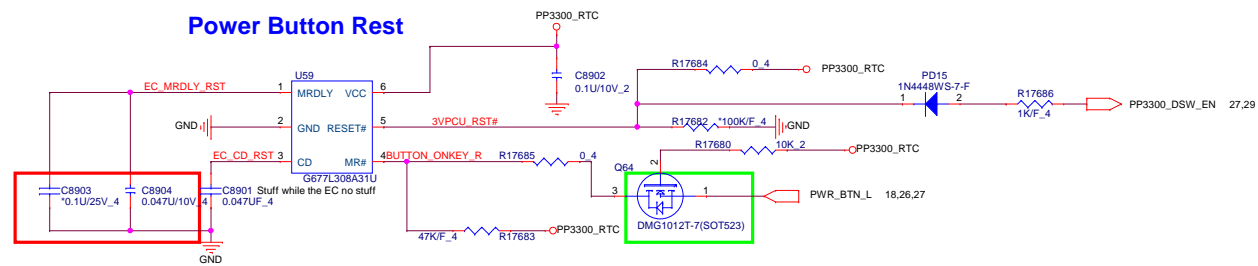 Power Button Rest
PP3300_RTC
U59
EC_MRDLY_RST
1
MRDLY
VCC
6
C8902
0.1U/10V_2
R17684
0_4
PP3300_RTC
PD15
1N4448WS-7-F
1
2
R17686
1K/F_4
PP3300_DSW_EN
27,29
GND
2
GND
RESET#
5
3VPCU_RST#
R17682
*100K/F_4
GND
EC_CD_RST
3
CD
MR#
4
BUTTON_ONKEY_R
R17685
0_4
G677L308A31U
Q64
2
R17680
10K_2
PP3300_RTC
C8903
*0.1U/25V_4
C8904
0.047U/10V_4
C8901
0.047UF_4
Stuff while the EC no stuff
3
1
PWR_BTN_L
18,26,27
DMG1012T-7(SOT523)
47K/F_4
R17683
PP3300_RTC
GND